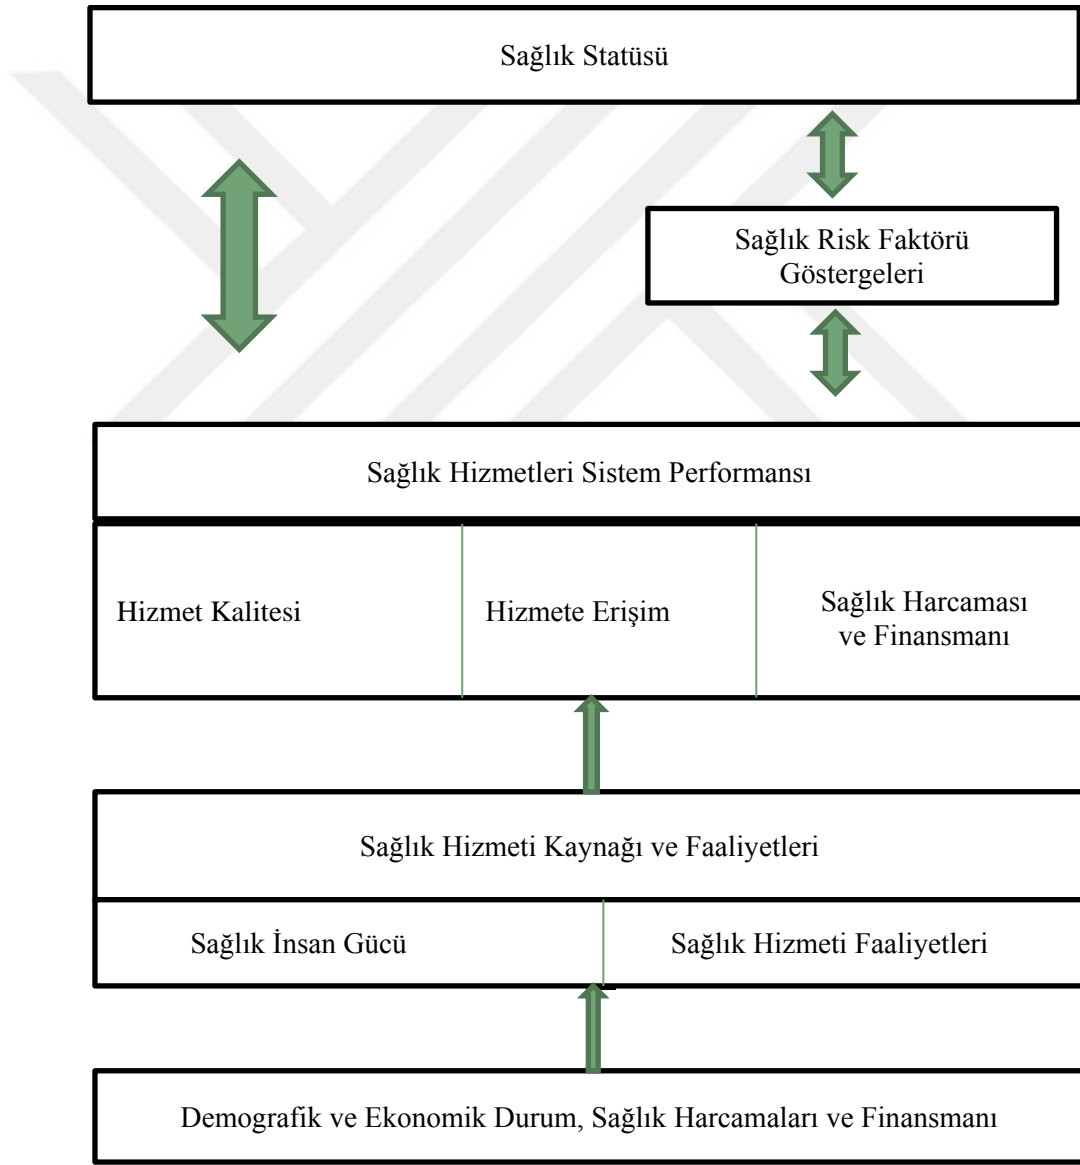 Sağlık Statüsü
Sağlık Risk Faktörü
Göstergeleri
Sağlık Hizmetleri Sistem Performansı
Hizmet Kalitesi
Hizmete Erişim
Sağlık Harcaması
ve Finansmanı
Sağlık Hizmeti Kaynağı ve Faaliyetleri
Sağlık İnsan Gücü
Sağlık Hizmeti Faaliyetleri
Demografik ve Ekonomik Durum, Sağlık Harcamaları ve Finansmanı